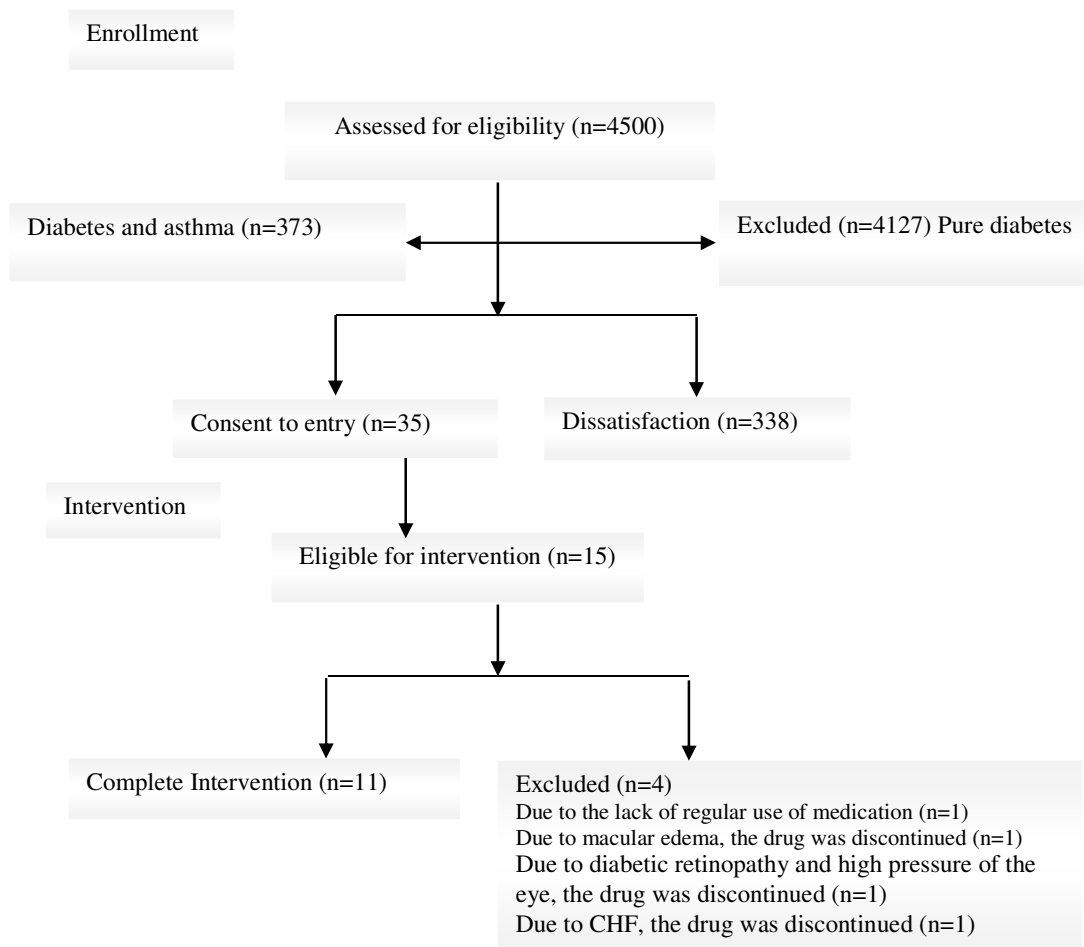 Enrollment
Assessed for eligibility (n=4500)
Diabetes and asthma (n=373)
Excluded (n=4127) Pure diabetes
Consent to entry (n=35)
Dissatisfaction (n=338)
Intervention
Eligible for intervention (n=15)
Complete Intervention (n=11)
Excluded (n=4)
Due to the lack of regular use of medication (n=1)
Due to macular edema, the drug was discontinued (n=1)
Due to diabetic retinopathy and high pressure of the
eye, the drug was discontinued (n=1)
Due to CHF, the drug was discontinued (n=1)